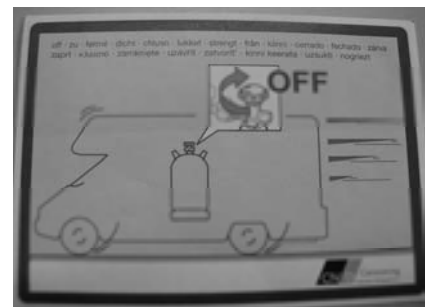 off · zu · fermé · dicht · chiuso · lukket · stengt · från · kiinni · cerrado · fechado · zárva
zaprt · κλειστό · zamknięte · uzavřít · zatvoriť · kinni keerata · uzsukti · nogriezt
OFF